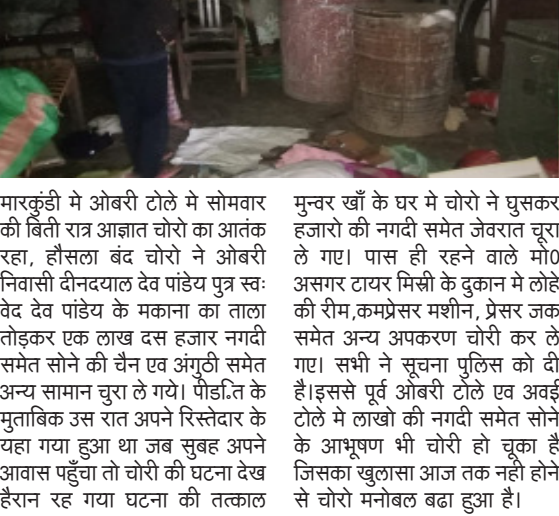 मारकुंडी मे ओबरी टोले मे सोमवार
की बिती रात्र आज्ञात चोरो का आतंक
रहा, हौसला बंद चोरो ने ओबरी
निवासी दीनदयाल देव पांडेय पुत्र स्वः
वेद देव पांडेय के मकाना का ताला
तोड़कर एक लाख दस हजार नगदी
समेत सोने की चैन एव अंगुठी समेत
अन्य सामान चुरा ले गये। पीडित के
मुताबिक उस रात अपने रिस्तेदार के
यहा गया हुआ था जब सुबह अपने
आवास पहुँचा तो चोरी की घटना देख
हैरान रह गया घटना की तत्काल
मुन्वर खाँ के घर मे चोरो ने घुसकर
हजारो की नगदी समेत जेवरात चूरा
ले गए। पास ही रहने वाले मो0
असगर टायर मिस्री के दुकान मे लोहे
की रीम,कमप्रेसर मशीन, प्रेसर जक
समेत अन्य अपकरण चोरी कर ले
गए। सभी ने सूचना पुलिस को दी
है।इससे पूर्व ओबरी टोले एव अवई
टोले मे लाखो की नगदी समेत सोने
के आभूषण भी चोरी हो चूका है
जिसका खुलासा आज तक नही होने
से चोरो मनोबल बढा हुआ है।